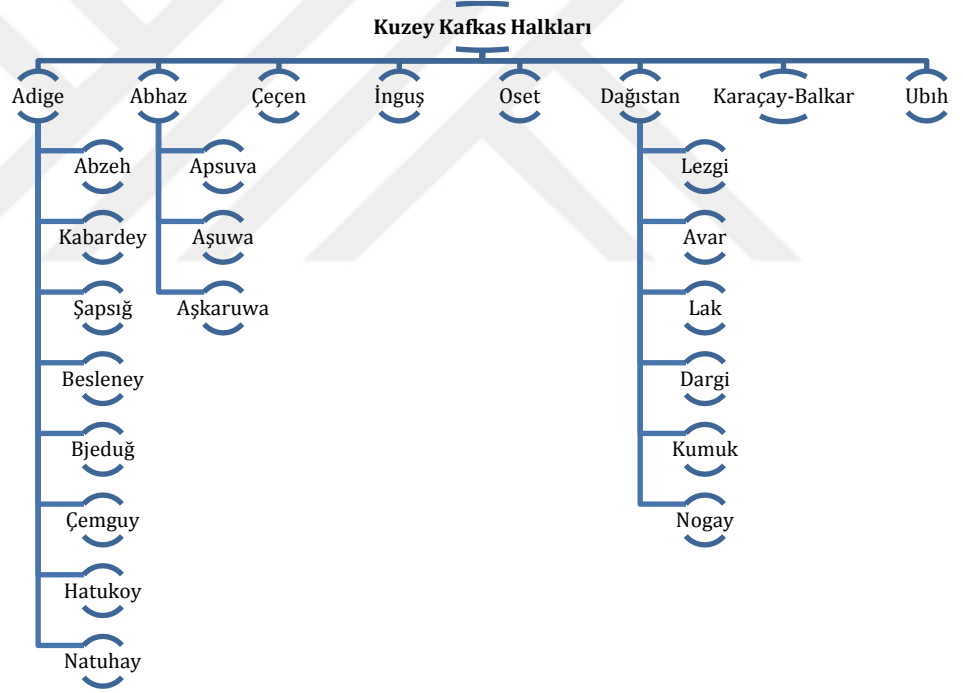 Kuzey Kafkas Halkları
Adige
Abhaz
Çeçen
İnguş
Oset
Dağıstan
Karaçay-Balkar
Ubıh
Abzeh
Kabardey
Şapsığ
Besleney
Bjeduğ
Çemguy
Hatukoy
Natuhay
Apsuva
Aşuwa
Aşkaruwa
Lezgi
Avar
Lak
Dargi
Kumuk
Nogay